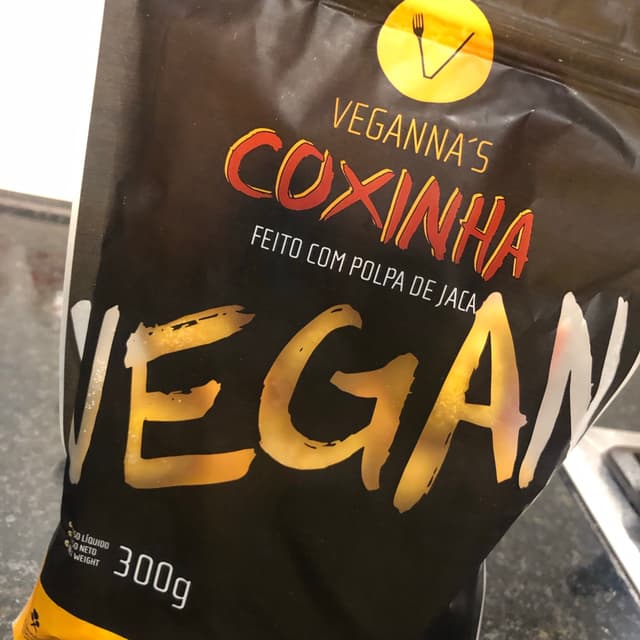 VEGANNA´S
COXINHA
FEITO COM POLPA DE JACA
VEGAN
LÍQUIDO
NETO
WEIGHT
300g